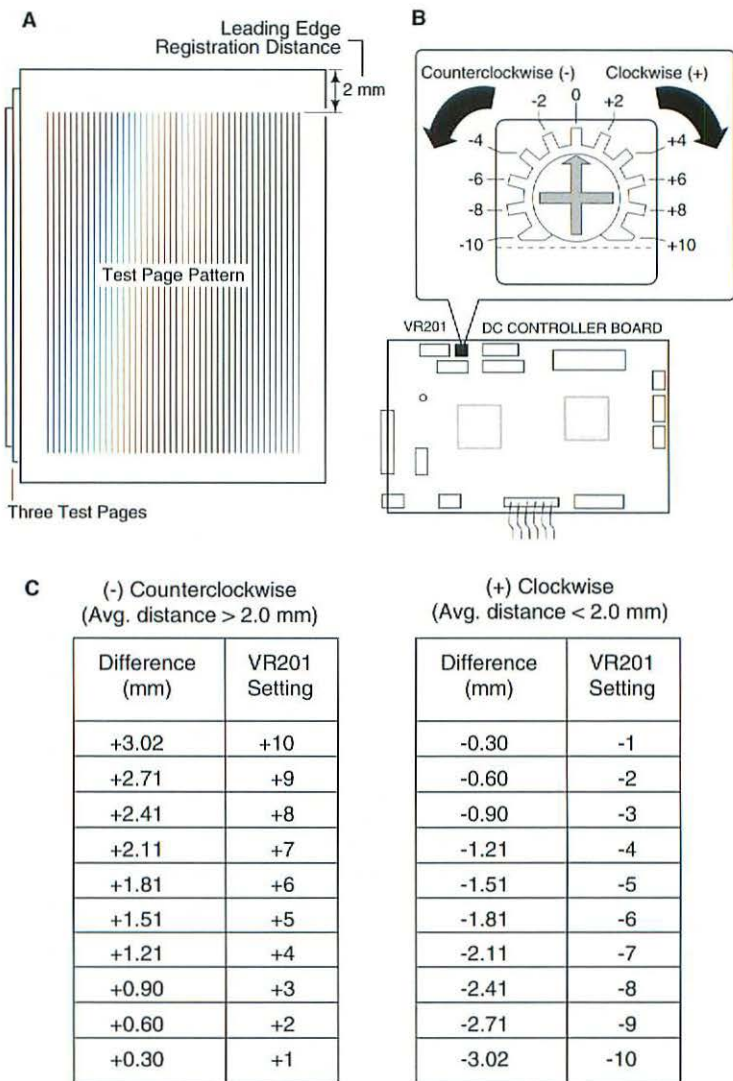 A
Leading Edge
Registration Distance
2 mm
Test Page Pattern
Three Test Pages
B
Counterclockwise (-) Clockwise (+)
0
-2 +2
-4 +4
-6 +6
-8 +8
-10 +10
VR201 DC CONTROLLER BOARD
C
(-) Counterclockwise
(Avg. distance > 2.0 mm)
Difference
(mm)
VR201
Setting
+3.02 +10
+2.71 +9
+2.41 +8
+2.11 +7
+1.81 +6
+1.51 +5
+1.21 +4
+0.90 +3
+0.60 +2
+0.30 +1
(+) Clockwise
(Avg. distance < 2.0 mm)
Difference
(mm)
VR201
Setting
-0.30 -1
-0.60 -2
-0.90 -3
-1.21 -4
-1.51 -5
-1.81 -6
-2.11 -7
-2.41 -8
-2.71 -9
-3.02 -10